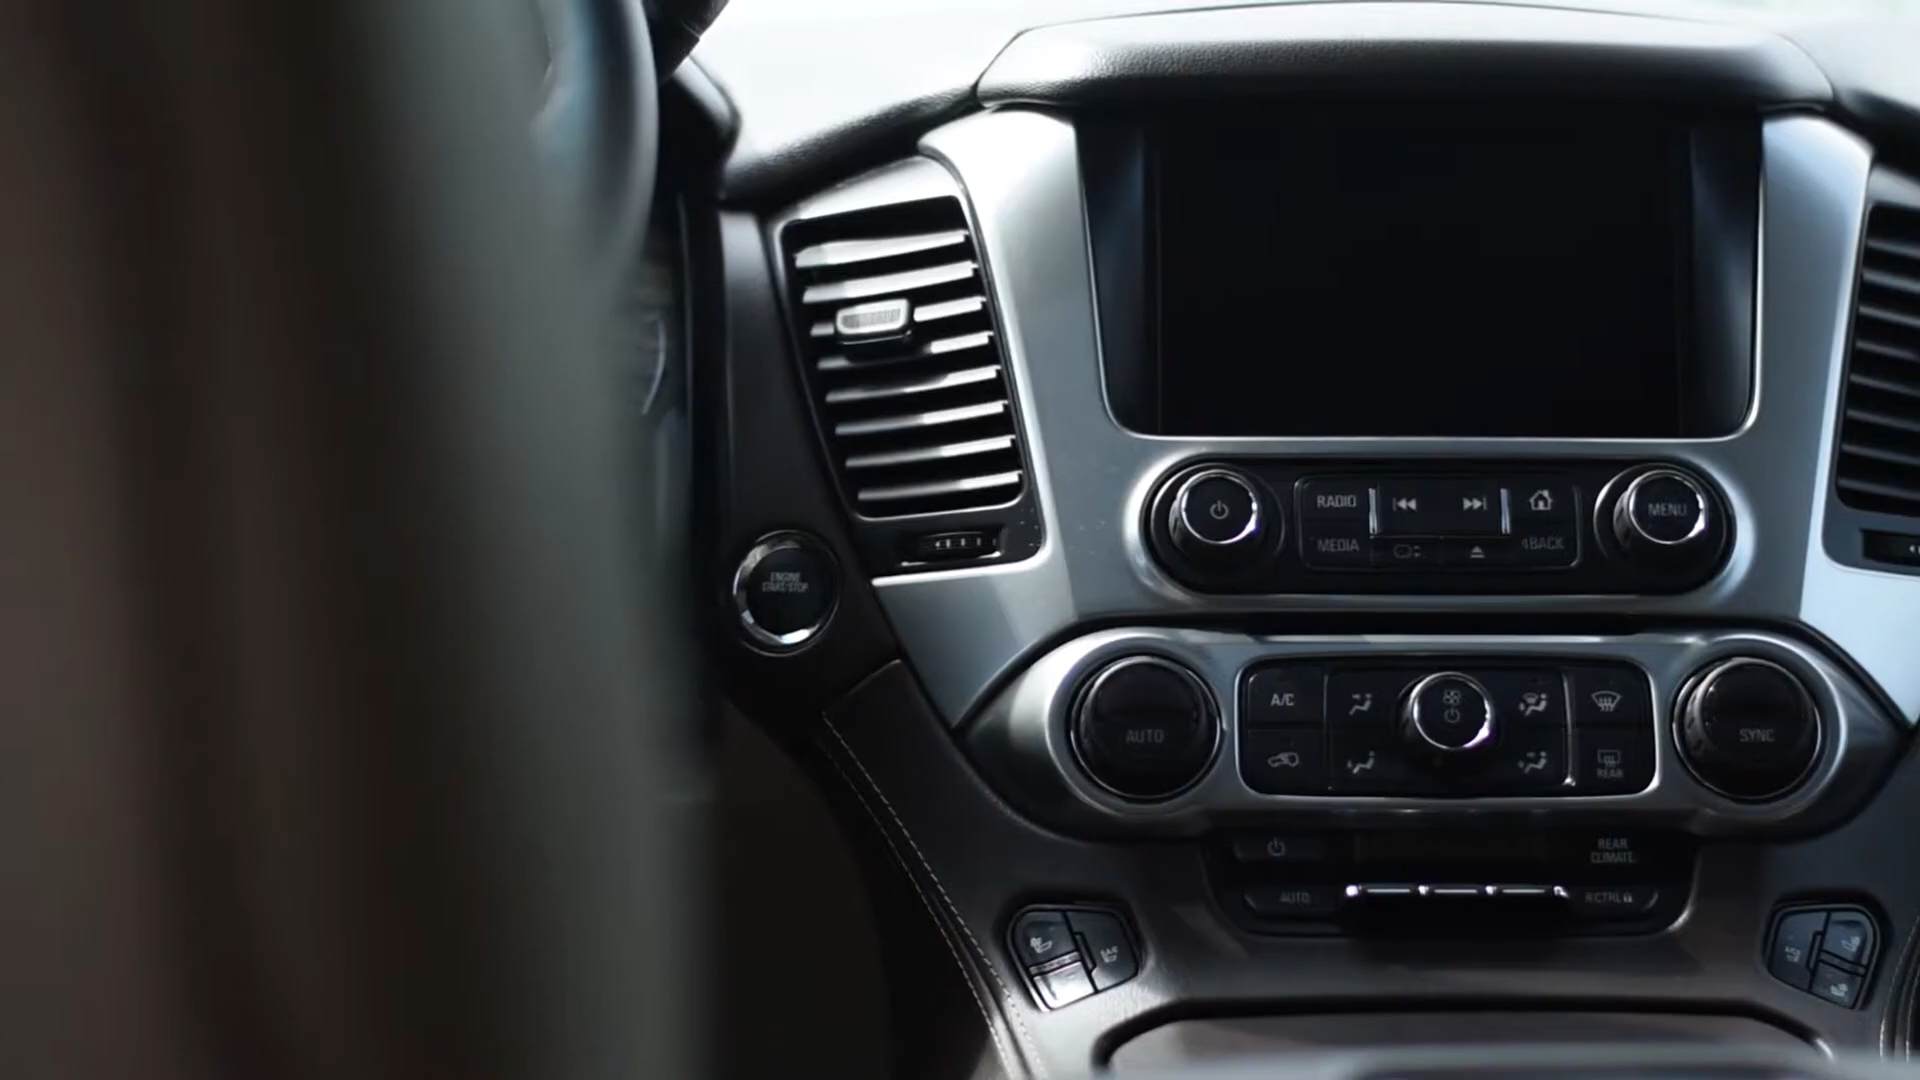 RADIO
MENU
MEDIA
BACK
ENGINE
START/STOP
A/C
AUTO
SYNC
REAR
REAR
CLIMATE
AUTO
R CTRL